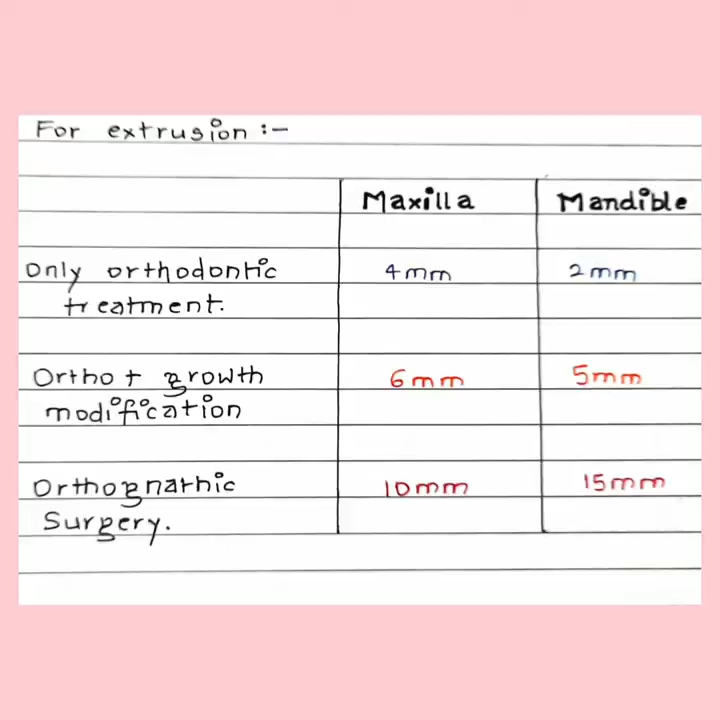 For extrusion :-
Maxilla Mandible
Only orthodontic 4mm 2mm
treatment.
Ortho + growth 6mm 5mm
modification
Orthognathic 10mm 15mm
Surgery.